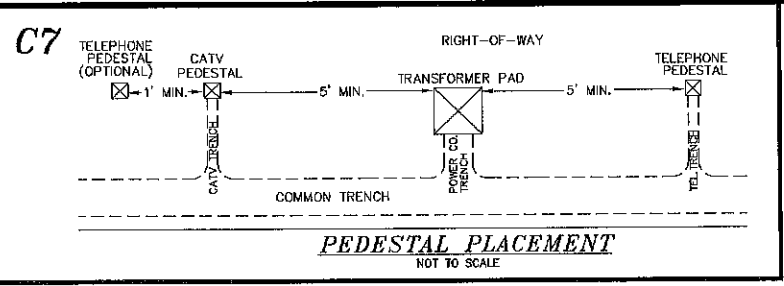 C7
RIGHT-OF-WAY
TELEPHONE
PEDESTAL
(OPTIONAL)
CATV
PEDESTAL
TRANSFORMER PAD
TELEPHONE
PEDESTAL
1' MIN.
5' MIN.
5' MIN.
CATV TRENCH
POWER CO.
TRENCH
TEL TRENCH
COMMON TRENCH
PEDESTAL PLACEMENT
NOT TO SCALE